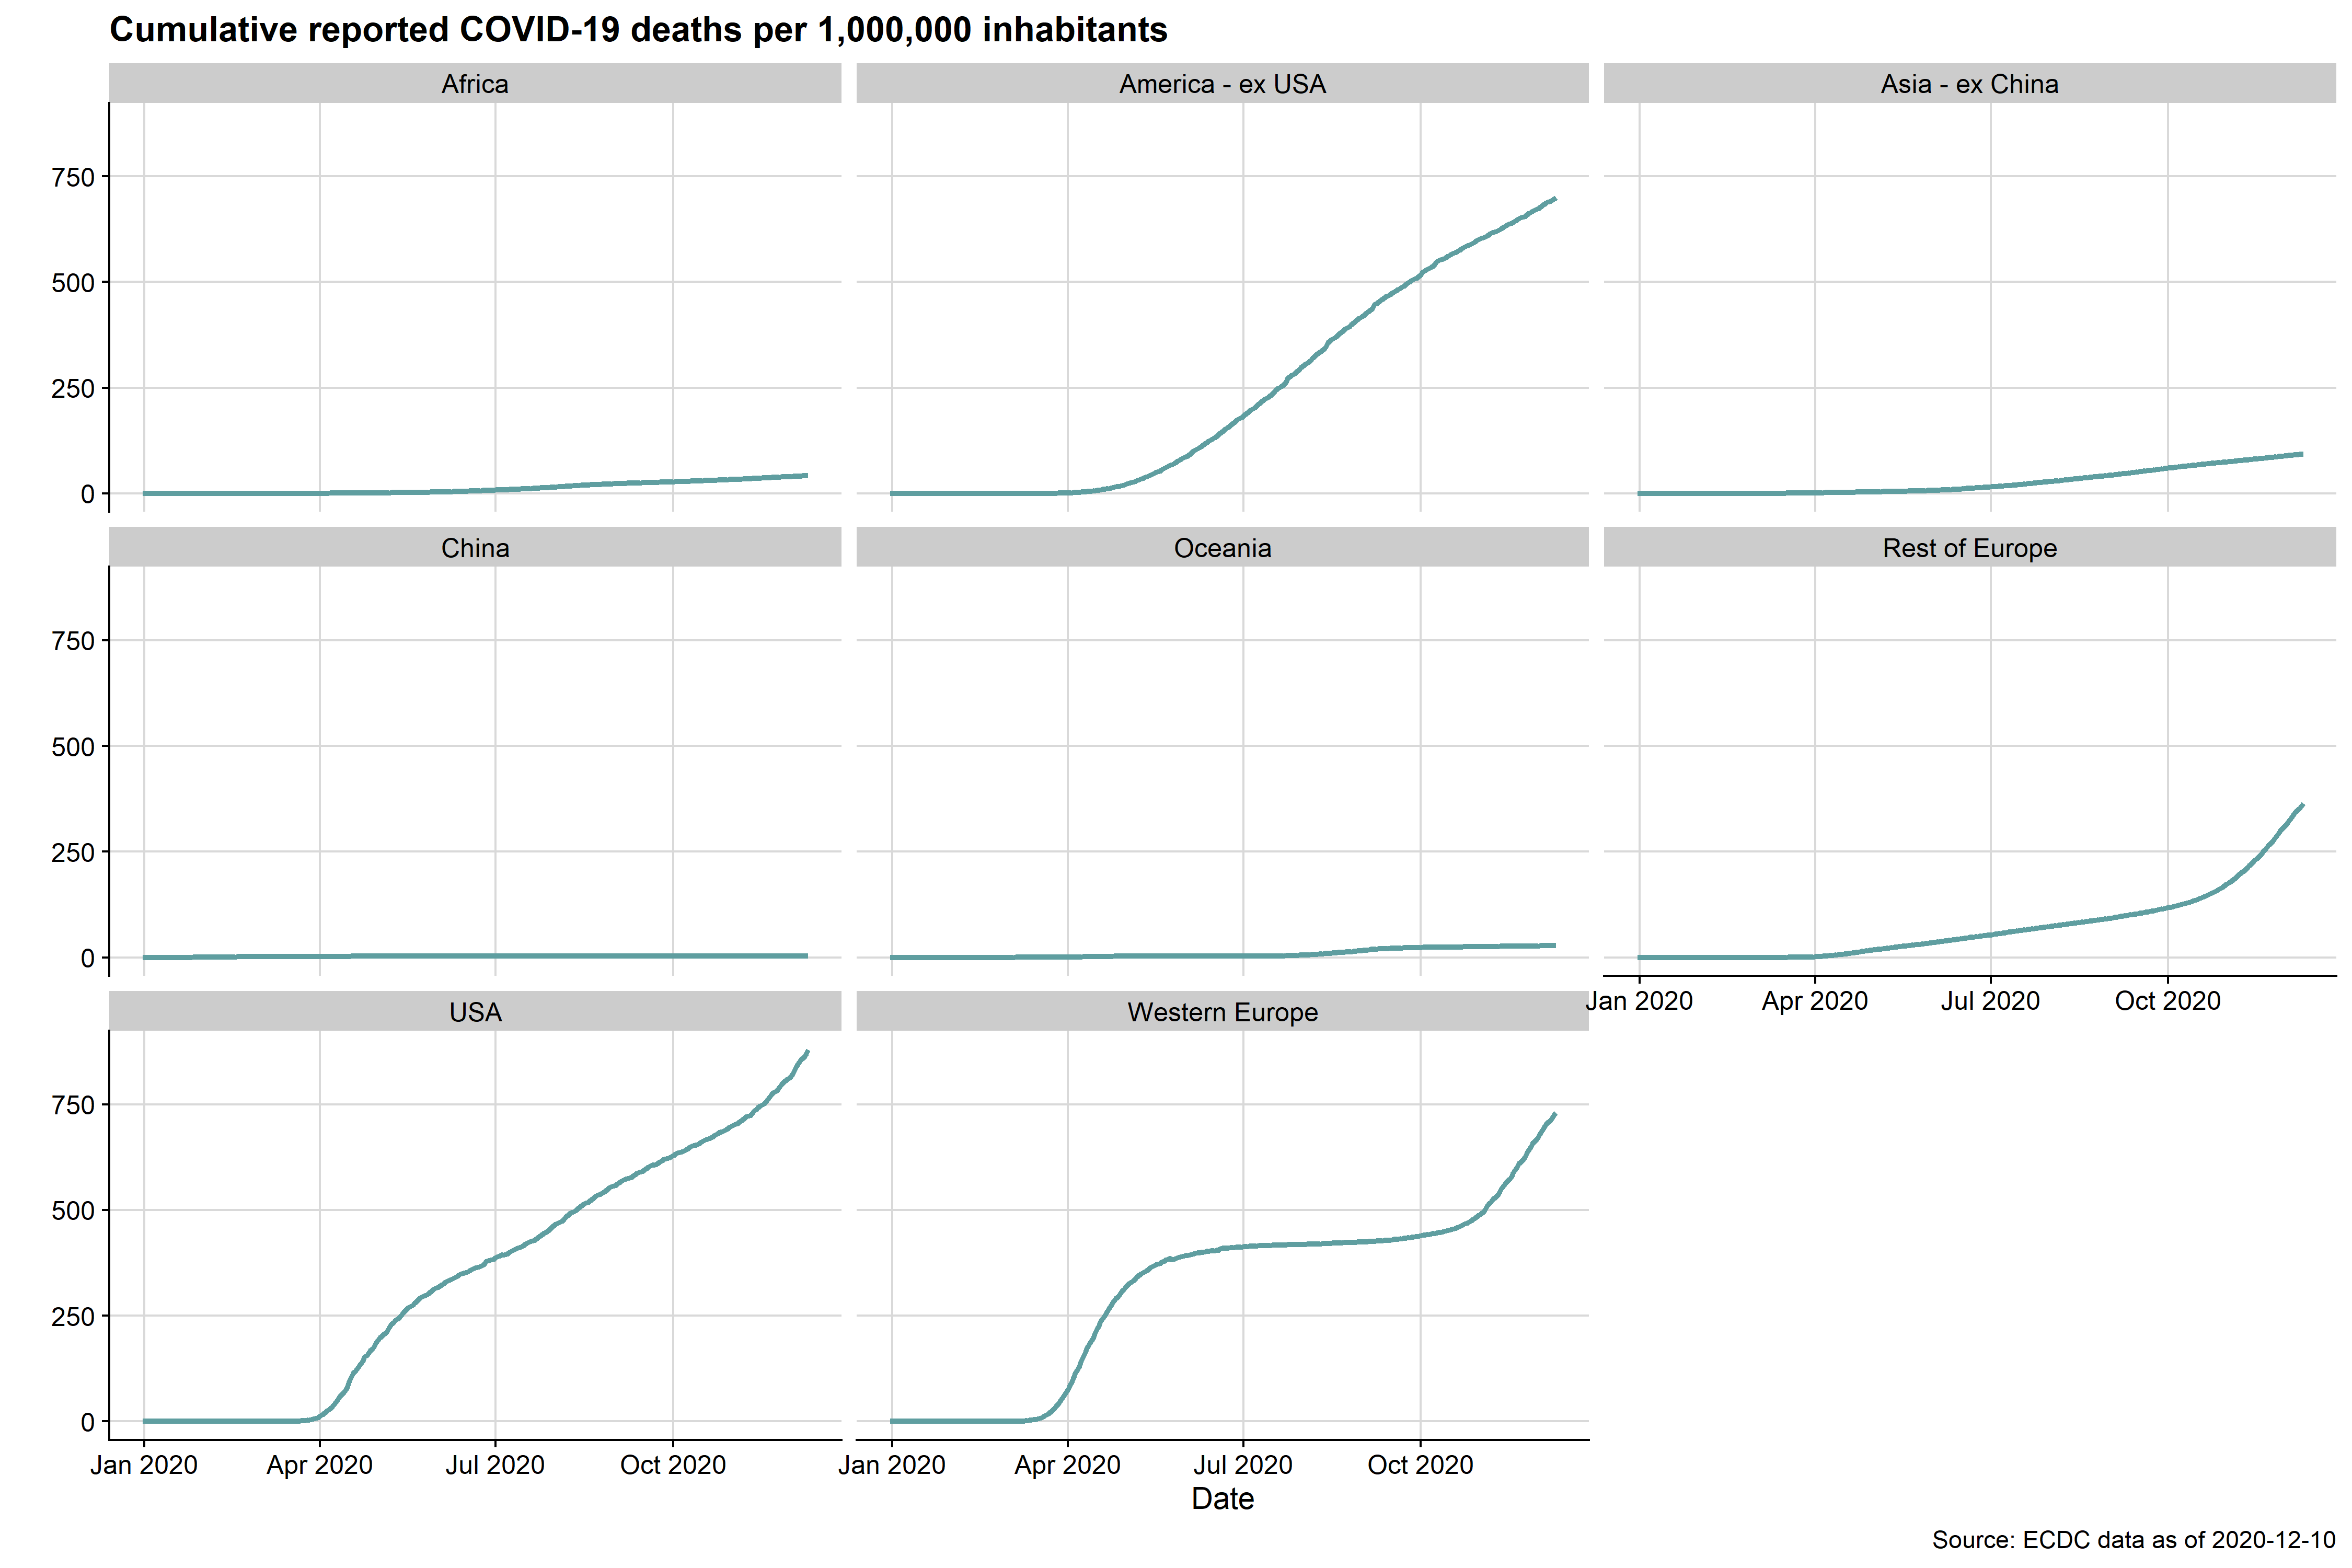 Cumulative reported COVID-19 deaths per 1,000,000 inhabitants
Africa
America - ex USA
Asia - ex China
750
500
250
0
China
Oceania
Rest of Europe
750
500
250
0
Jan 2020
Apr 2020
Jul 2020
Oct 2020
USA
Western Europe
750
500
250
0
Jan 2020
Apr 2020
Jul 2020
Oct 2020
Jan 2020
Apr 2020
Jul 2020
Oct 2020
Date
Source: ECDC data as of 2020-12-10